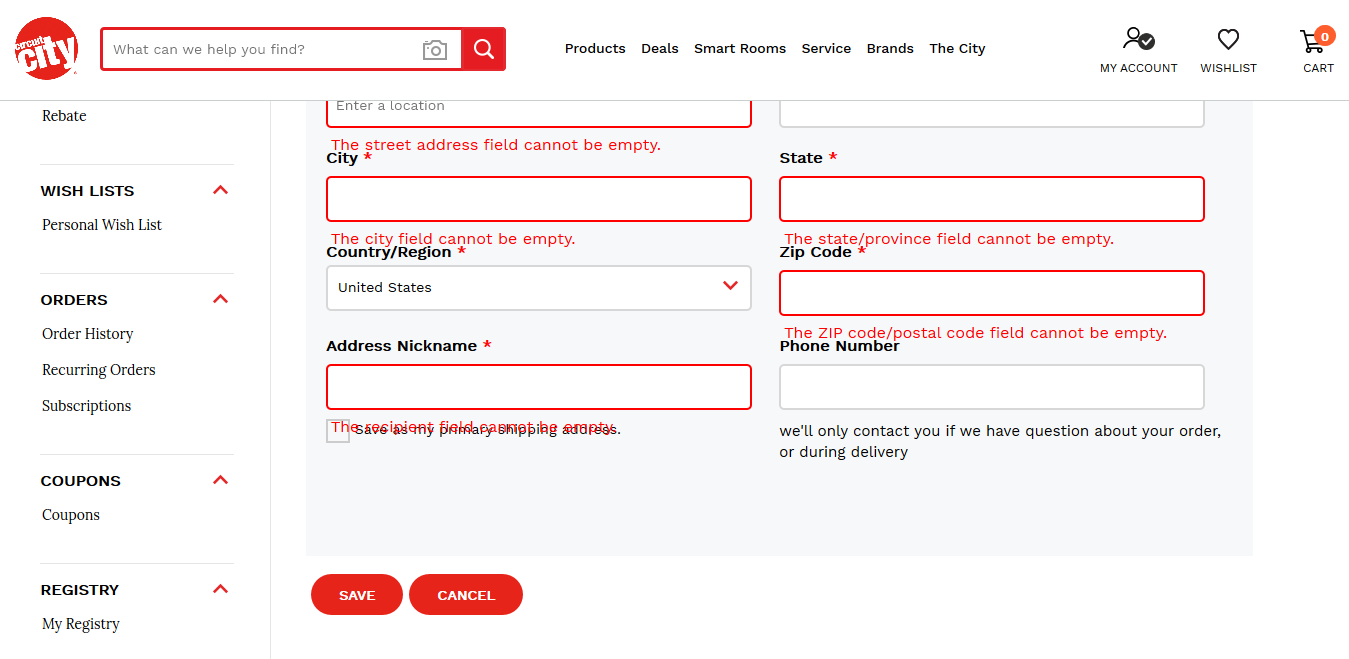 circuit
city
What can we help you find?
Products Deals Smart Rooms Service Brands The City
MY ACCOUNT
WISHLIST
0
CART
Rebate
WISH LISTS
Personal Wish List
ORDERS
Order History
Recurring Orders
Subscriptions
COUPONS
Coupons
REGISTRY
My Registry
Enter a location
The street address field cannot be empty.
City *
State *
The city field cannot be empty.
The state/province field cannot be empty.
Country/Region *
Zip Code *
United States
The ZIP code/postal code field cannot be empty.
Address Nickname *
Phone Number
The recipient field cannot be empty.
Save as my primary shipping address.
we'll only contact you if we have question about your order,
or during delivery
SAVE
CANCEL